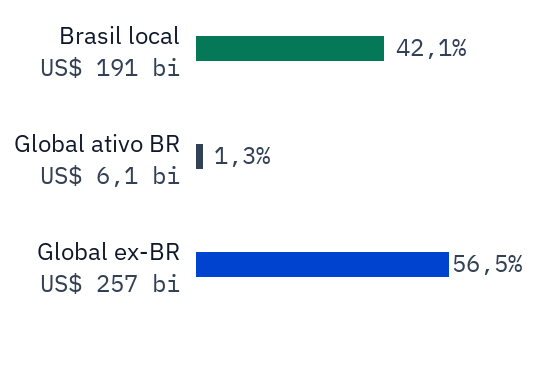 Brasil local
US$ 191 bi
42,1%
Global ativo BR
US$ 6,1 bi
1,3%
Global ex-BR
US$ 257 bi
56,5%